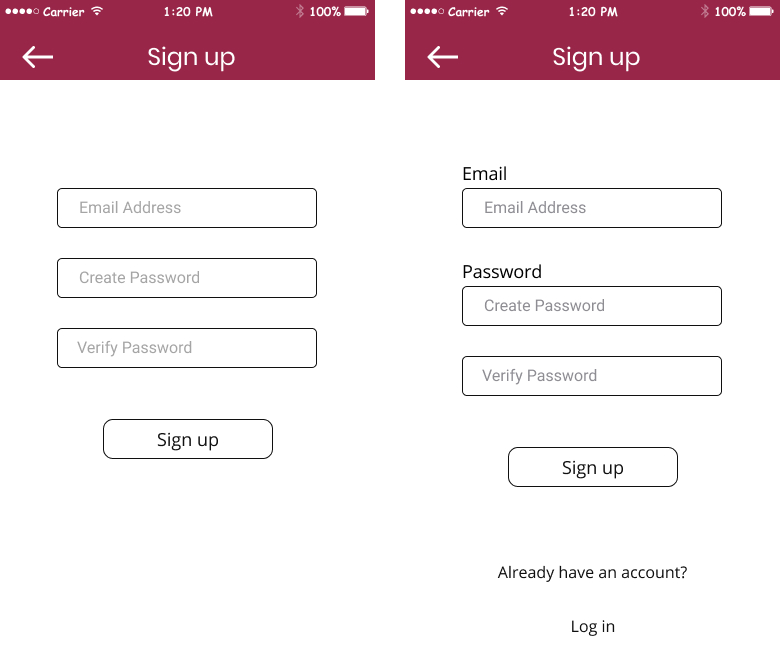 Carrier 1:20 PM 100%
Sign up
Email Address
Create Password
Verify Password
Sign up
Carrier 1:20 PM 100%
Sign up
Email
Email Address
Password
Create Password
Verify Password
Sign up
Already have an account?
Log in